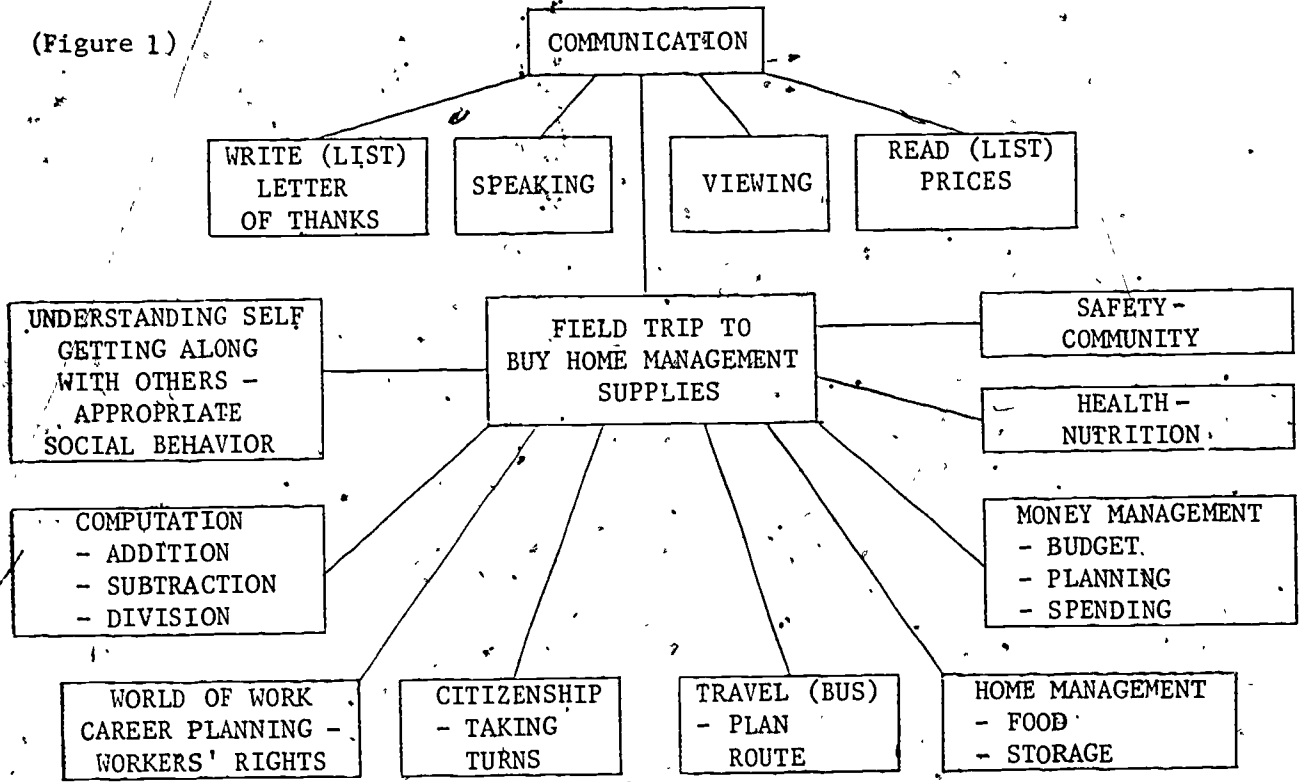 (Figure 1)
COMMUNICATION
WRITE (LIST)
LETTER
OF THANKS
SPEAKING
VIEWING
READ (LIST)
PRICES
UNDERSTANDING SELF
GETTING ALONG
WITH OTHERS -
APPROPRIATE
SOCIAL BEHAVIOR
FIELD TRIP TO
BUY HOME MANAGEMENT
SUPPLIES
SAFETY -
COMMUNITY
HEALTH -
NUTRITION
COMPUTATION
- ADDITION
- SUBTRACTION
- DIVISION
MONEY MANAGEMENT
- BUDGET
- PLANNING
- SPENDING
WORLD OF WORK
CAREER PLANNING -
WORKERS' RIGHTS
CITIZENSHIP
- TAKING
TURNS
TRAVEL (BUS)
- PLAN
ROUTE
HOME MANAGEMENT
- FOOD
- STORAGE